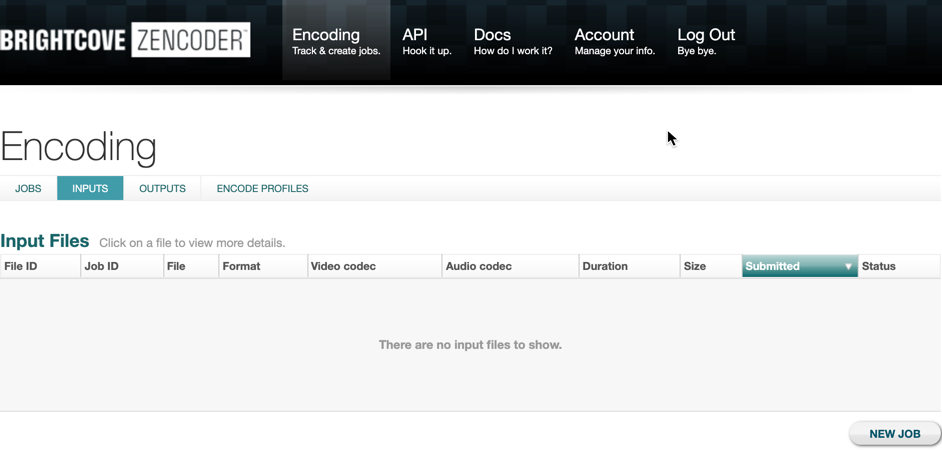 BRIGHTCOVE ZENCODER™
Encoding
Track & create jobs.
API
Hook it up.
Docs
How do I work it?
Account
Manage your info.
Log Out
Bye bye.
Encoding
JOBS INPUTS OUTPUTS ENCODE PROFILES
Input Files Click on a file to view more details.
File ID Job ID File Format Video codec Audio codec Duration Size Submitted ▼ Status
There are no input files to show.
NEW JOB